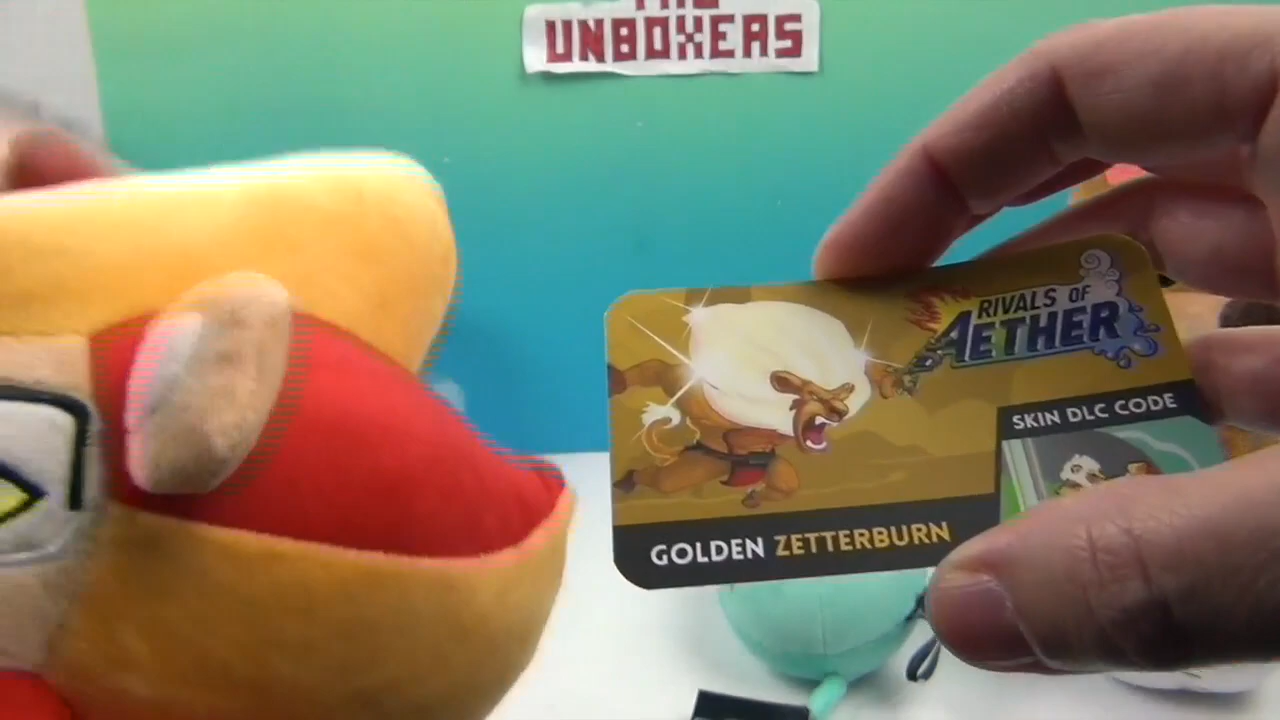 UNBOXERS
RIVALS OF
AETHER
SKIN DLC CODE
GOLDEN ZETTERBURN